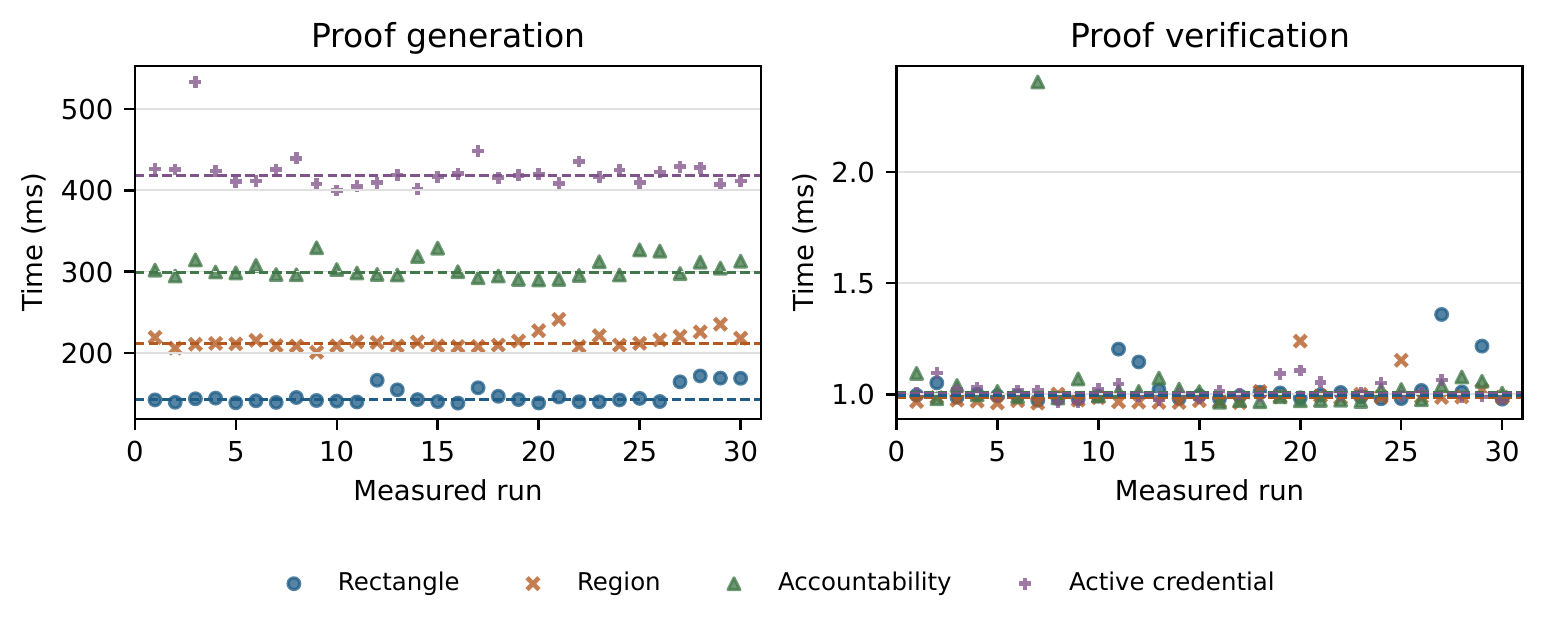 Proof generation
Time (ms)
500
400
300
200
0 5 10 15 20 25 30
Measured run
Proof verification
Time (ms)
2.0
1.5
1.0
0 5 10 15 20 25 30
Measured run
Rectangle Region Accountability Active credential